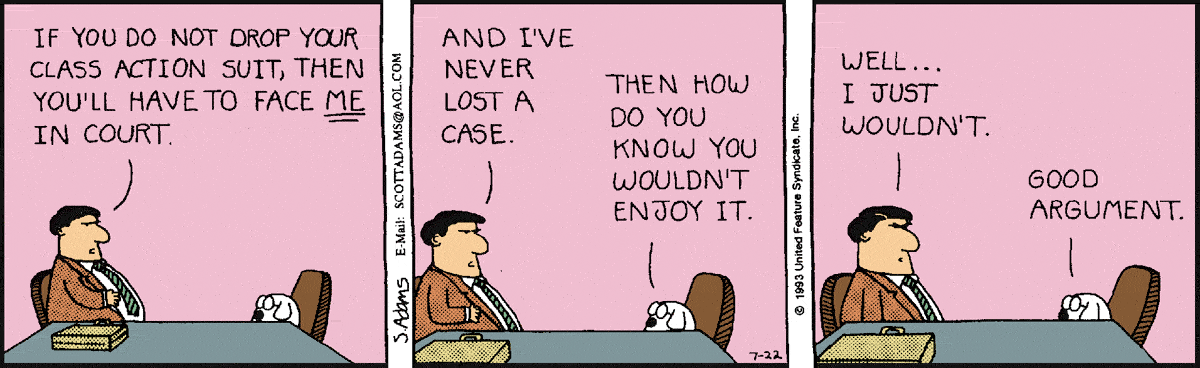 IF YOU DO NOT DROP YOUR
CLASS ACTION SUIT, THEN
YOU'LL HAVE TO FACE ME
IN COURT.
S. Adams
E-Mail: SCOTTADAMS@AOL.COM
AND I'VE
NEVER
LOST A
CASE.
THEN HOW
DO YOU
KNOW YOU
WOULDN'T
ENJOY IT.
7-22
© 1993 United Feature Syndicate, Inc.
WELL...
I JUST
WOULDN'T.
GOOD
ARGUMENT.